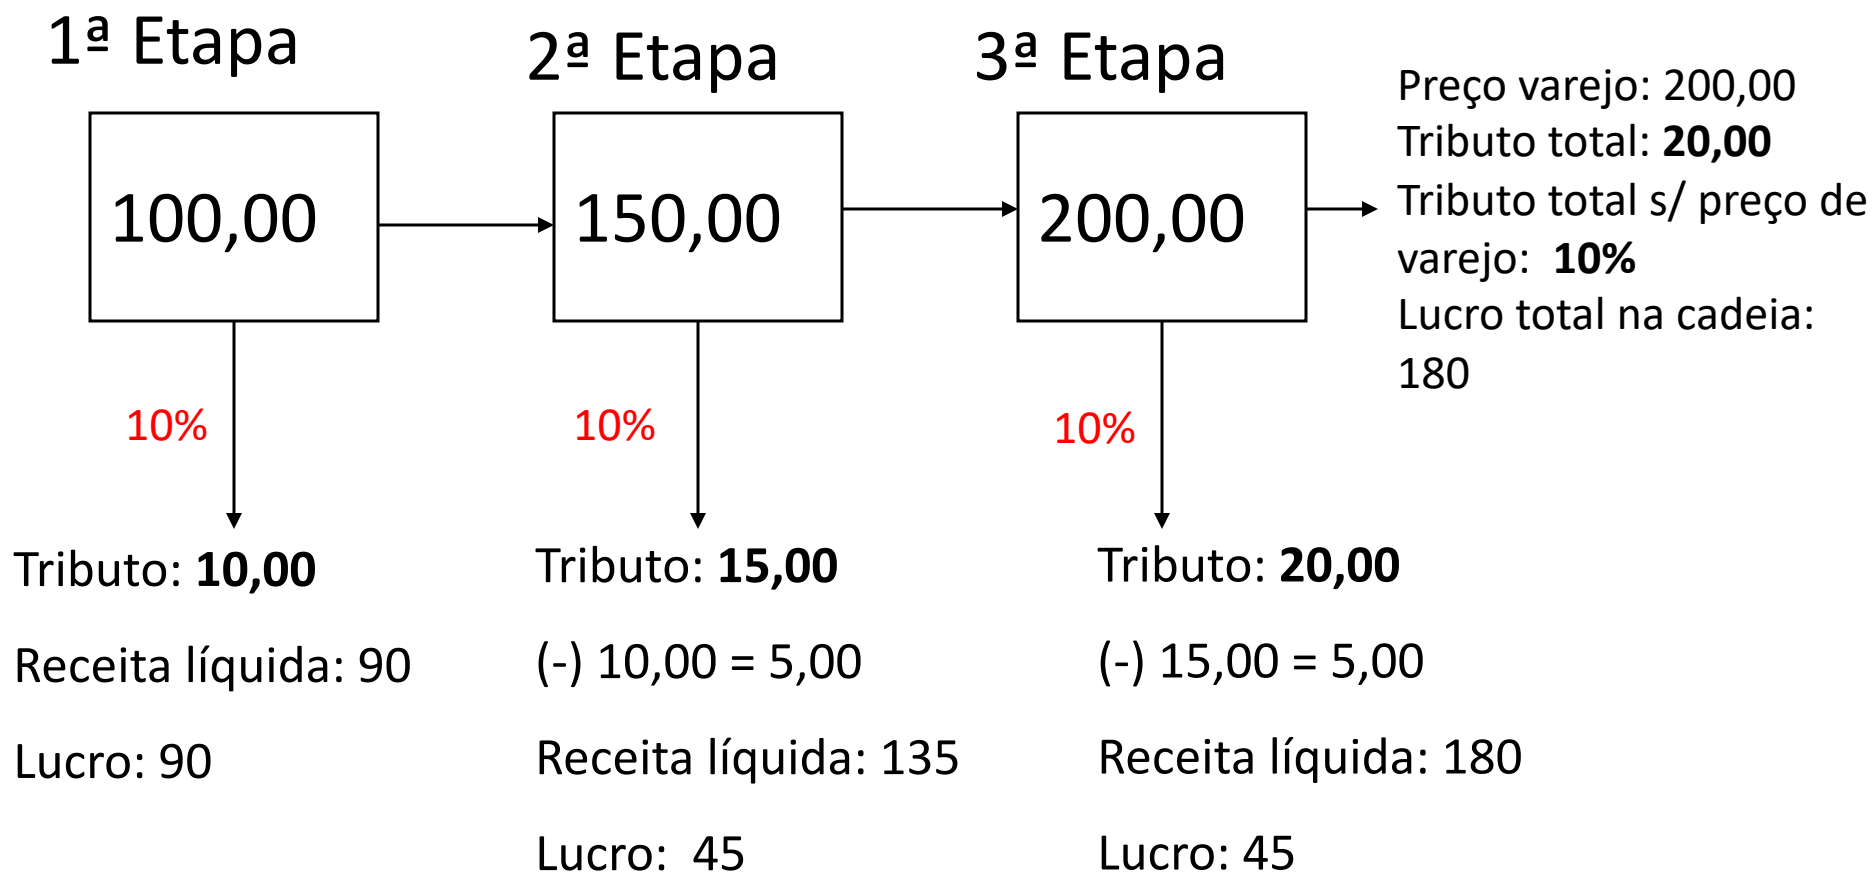 1ª Etapa
2ª Etapa
3ª Etapa
100,00
150,00
200,00
Preço varejo: 200,00
Tributo total: 20,00
Tributo total s/ preço de
varejo: 10%
Lucro total na cadeia:
180
10%
10%
10%
Tributo: 10,00
Receita líquida: 90
Lucro: 90
Tributo: 15,00
(-) 10,00 = 5,00
Receita líquida: 135
Lucro: 45
Tributo: 20,00
(-) 15,00 = 5,00
Receita líquida: 180
Lucro: 45